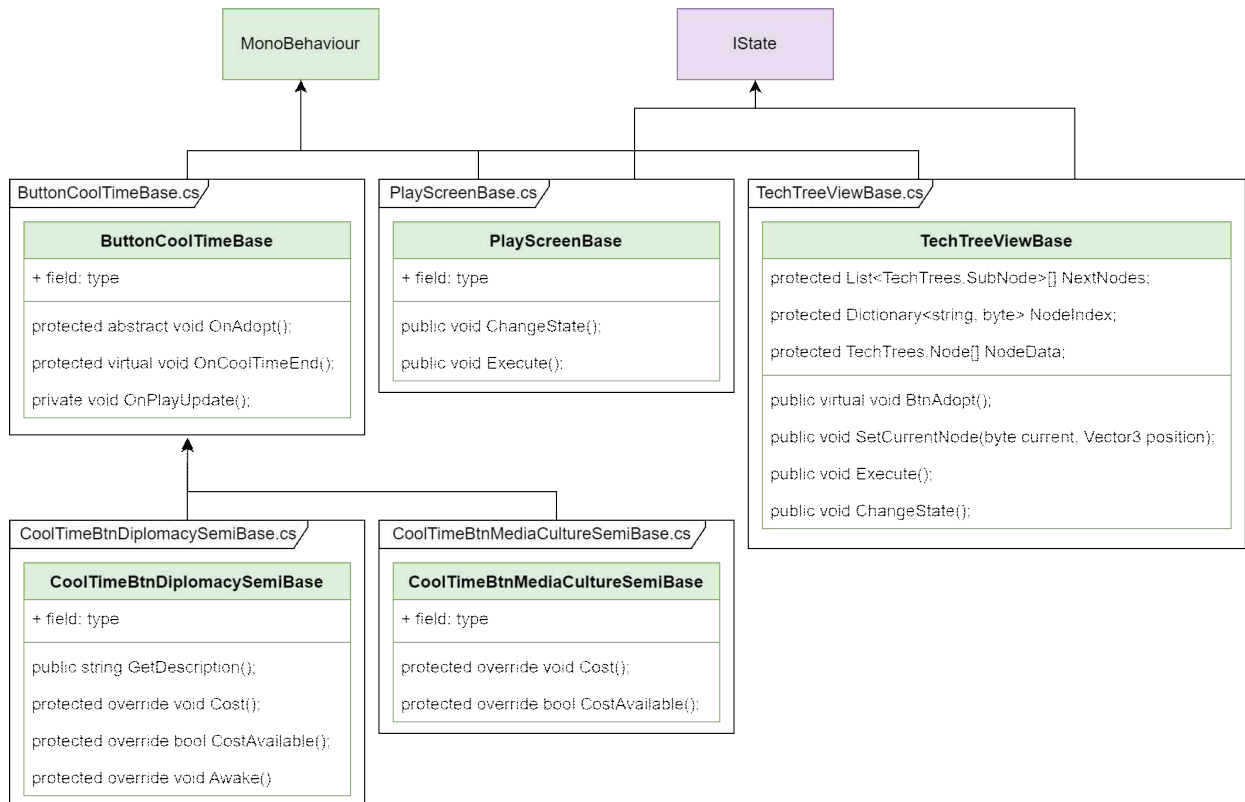 MonoBehaviour
IState
ButtonCoolTimeBase.cs
ButtonCoolTimeBase
+ field: type
protected abstract void OnAdopt();
protected virtual void OnCoolTimeEnd();
private void OnPlayUpdate();
PlayScreenBase.cs
PlayScreenBase
+ field: type
public void ChangeState();
public void Execute();
TechTreeViewBase.cs
TechTreeViewBase
protected List<TechTrees.SubNode>[] NextNodes;
protected Dictionary<string, byte> NodeIndex;
protected TechTrees.Node[] NodeData;
public virtual void BtnAdopt();
public void SetCurrentNode(byte current, Vector3 position);
public void Execute();
public void ChangeState();
CoolTimeBtnDiplomacySemiBase.cs
CoolTimeBtnDiplomacySemiBase
+ field: type
public string GetDescription();
protected override void Cost();
protected override bool CostAvailable();
protected override void Awake()
CoolTimeBtnMediaCultureSemiBase.cs
CoolTimeBtnMediaCultureSemiBase
+ field: type
protected override void Cost();
protected override bool CostAvailable();